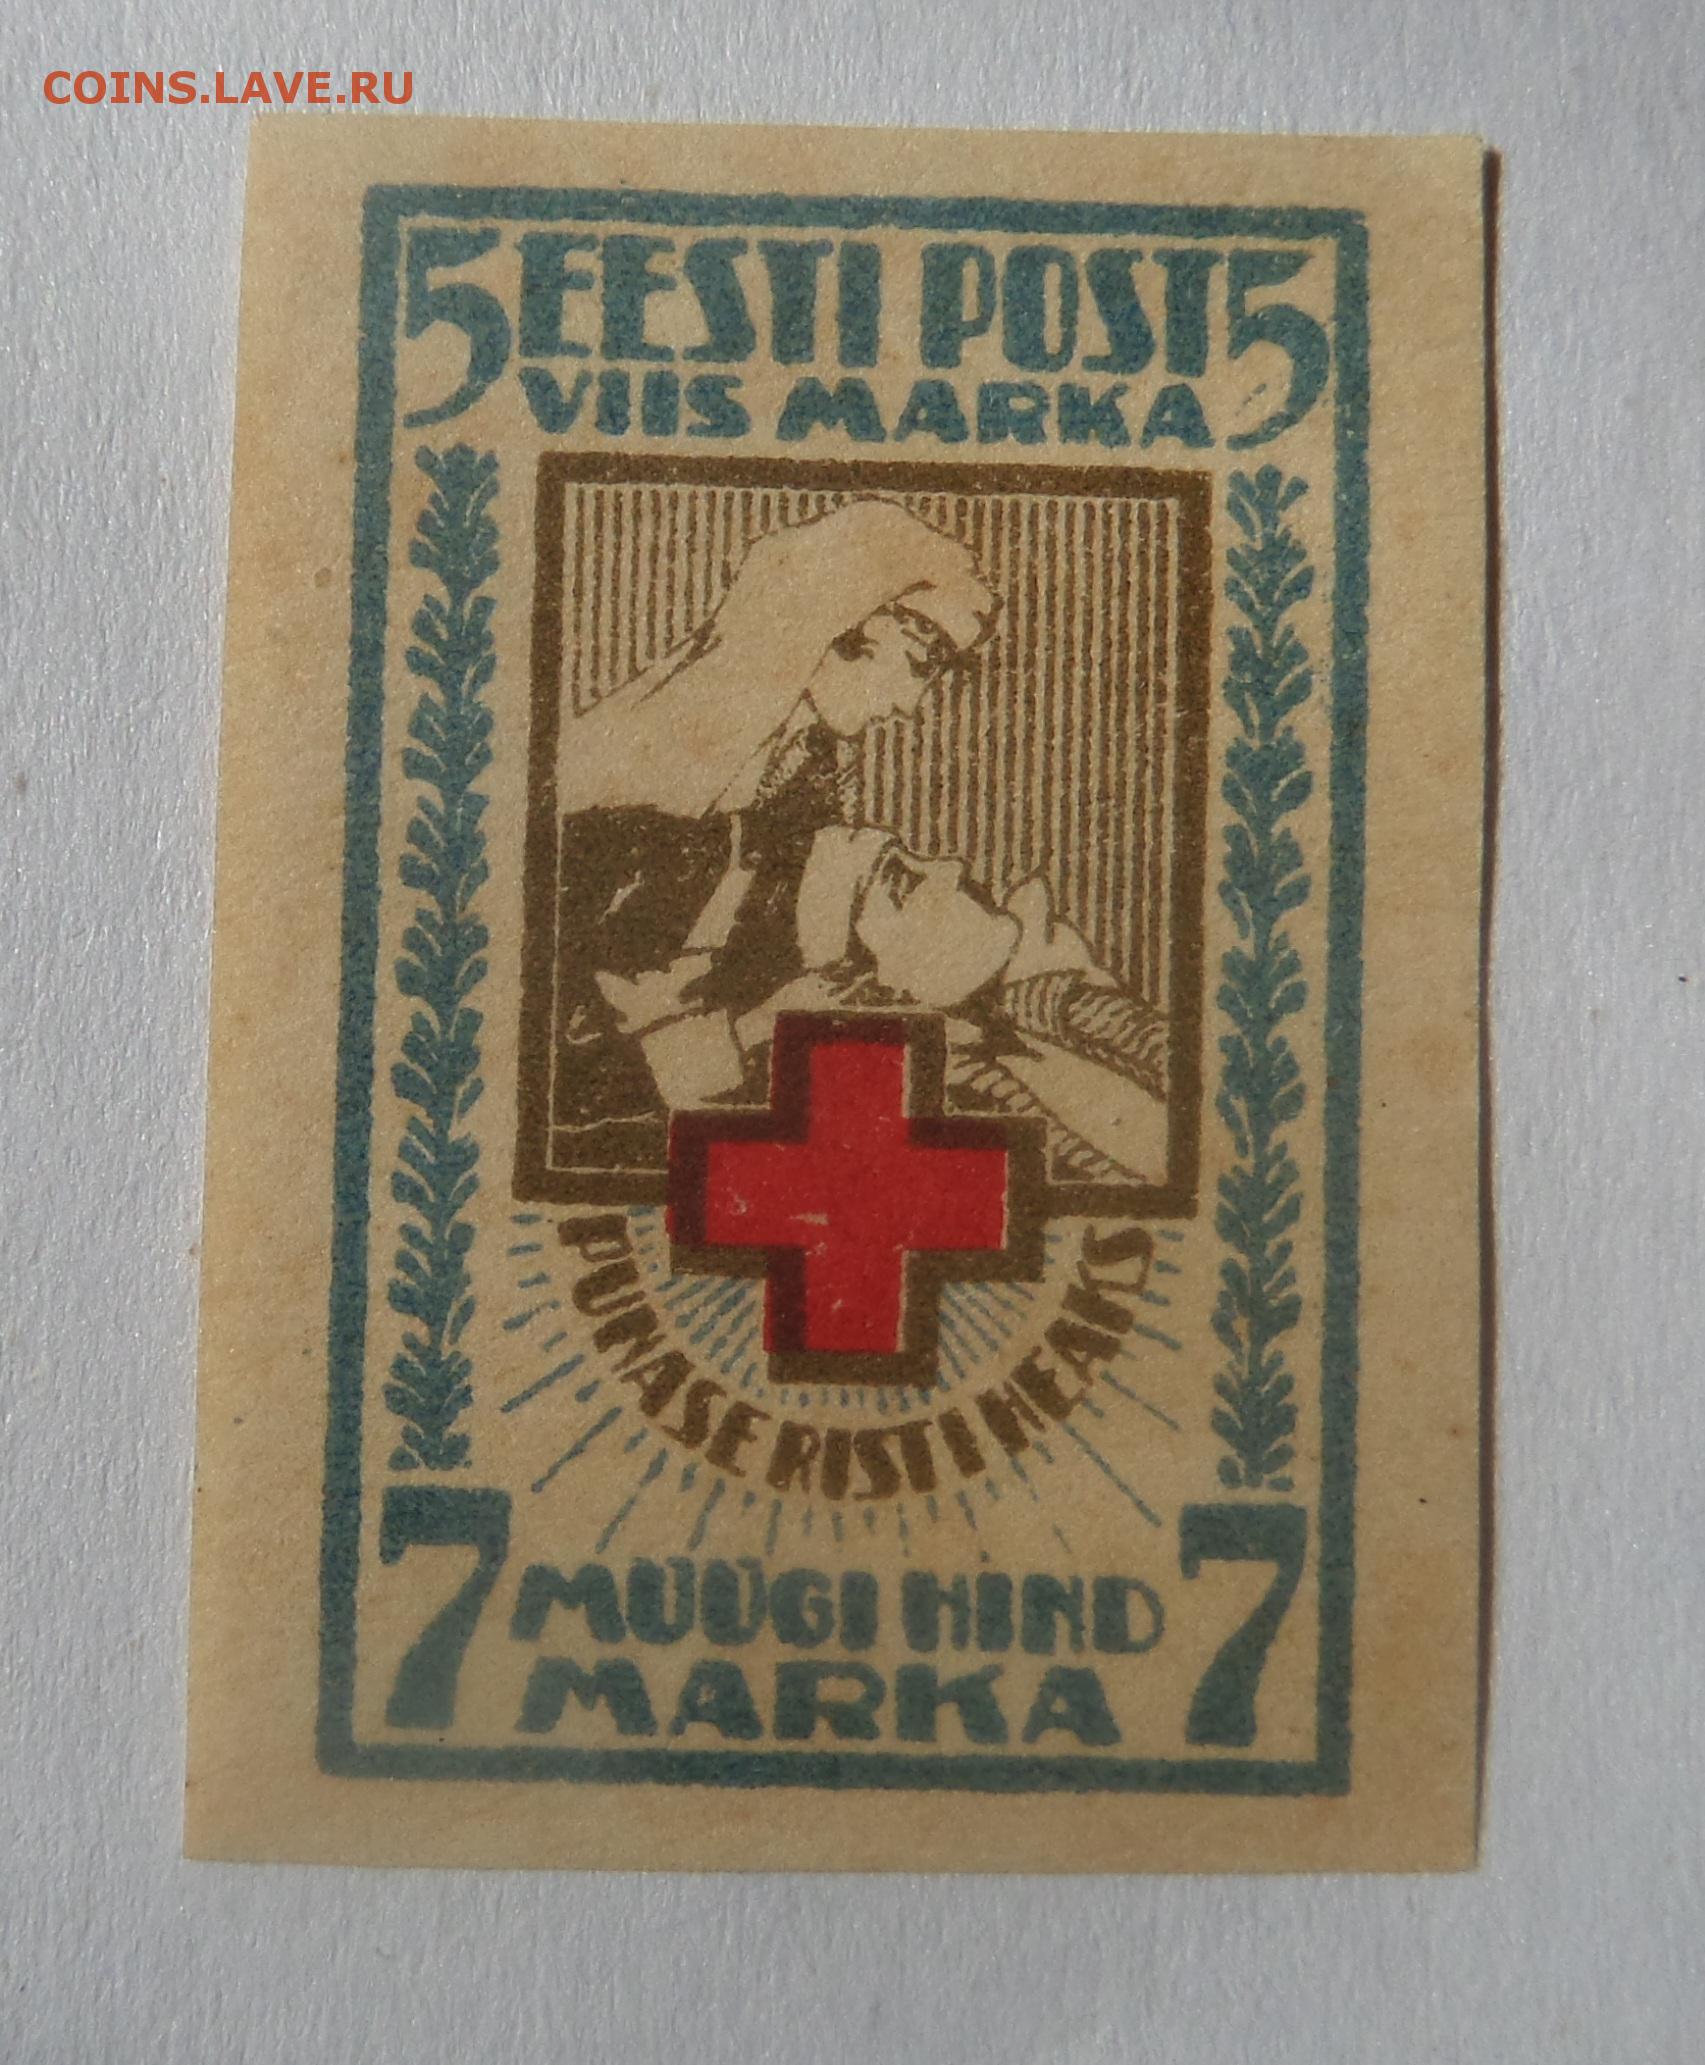 COINS.LAVE.RU
5 EESTI POST 5
VIIS MARKA
PUNASE RISTI HEAKS
7 MÜÜGI HIND 7
MARKA